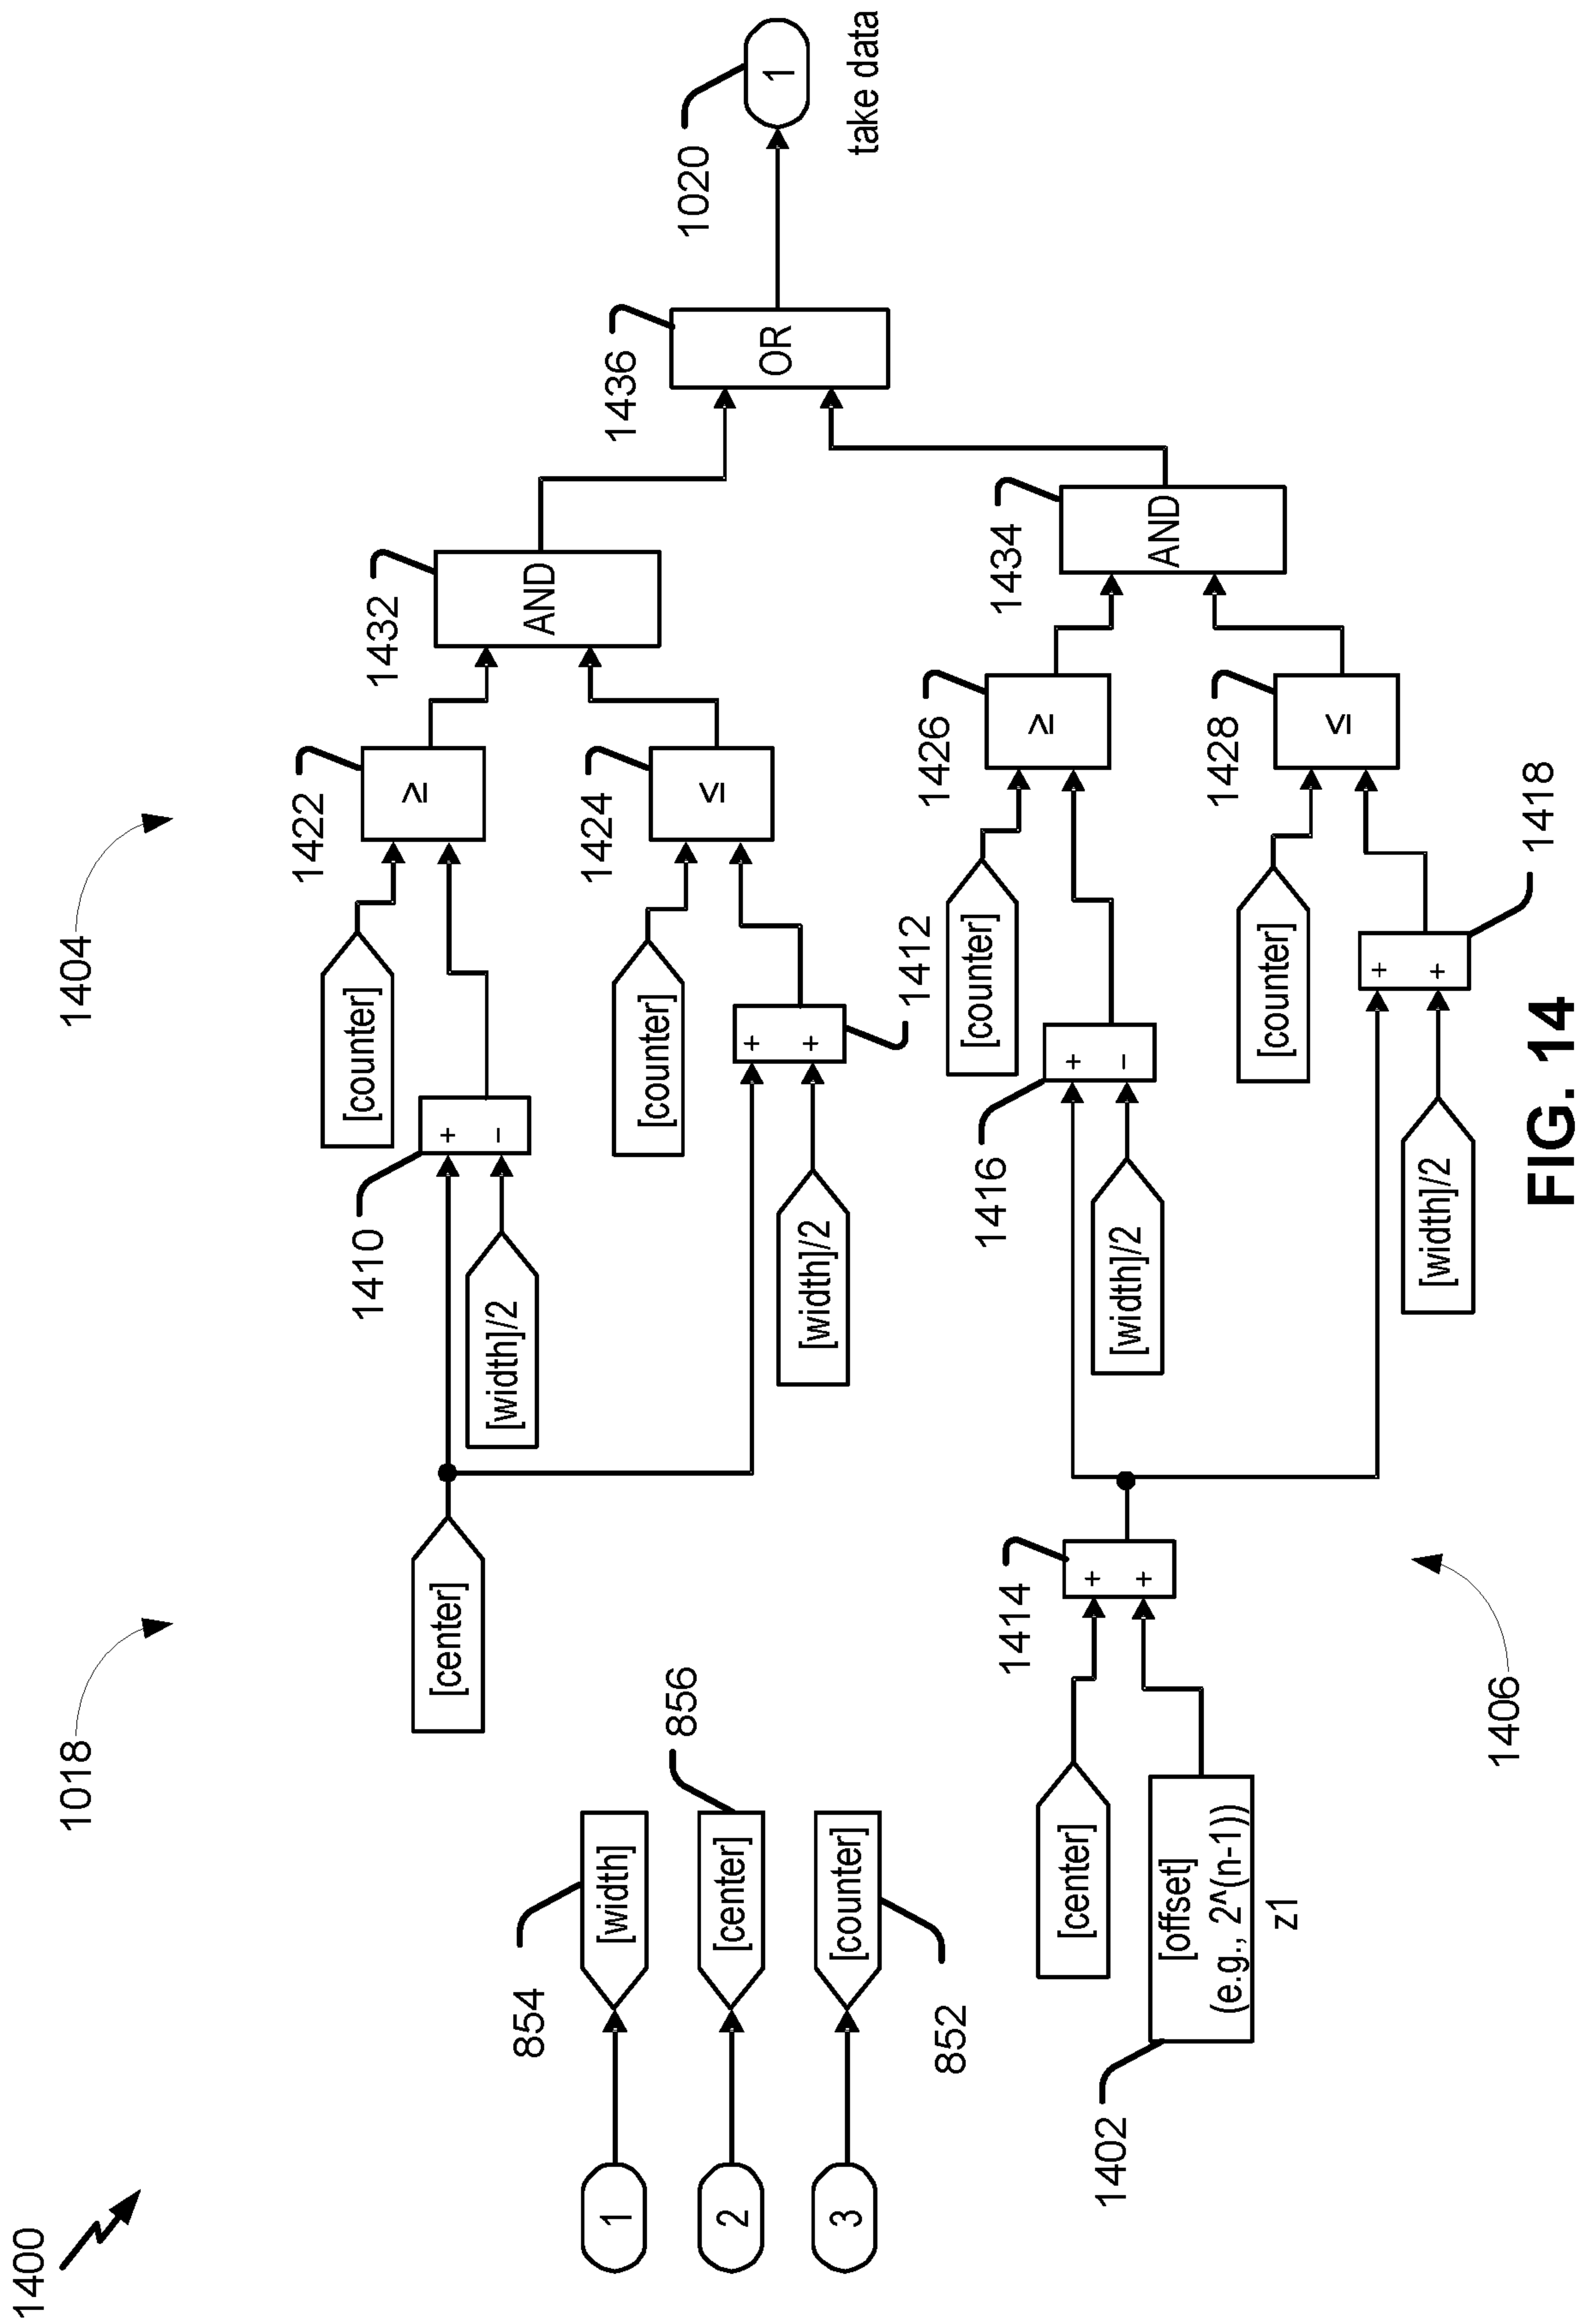 1400
1018
1404
1422
[counter]
≥
1410
+
−
[center]
[width]/2
1432
AND
854
1
[width]
1424
[counter]
≤
856
2
[center]
+
+
[width]/2
1412
1436
OR
1020
1
take data
3
[counter]
852
1414
[center]
+
+
1402
[offset]
(e.g., 2^(n-1))
z1
1416
+
−
[width]/2
1426
[counter]
≥
1434
AND
1428
[counter]
≤
+
+
[width]/2
1418
1406
FIG. 14